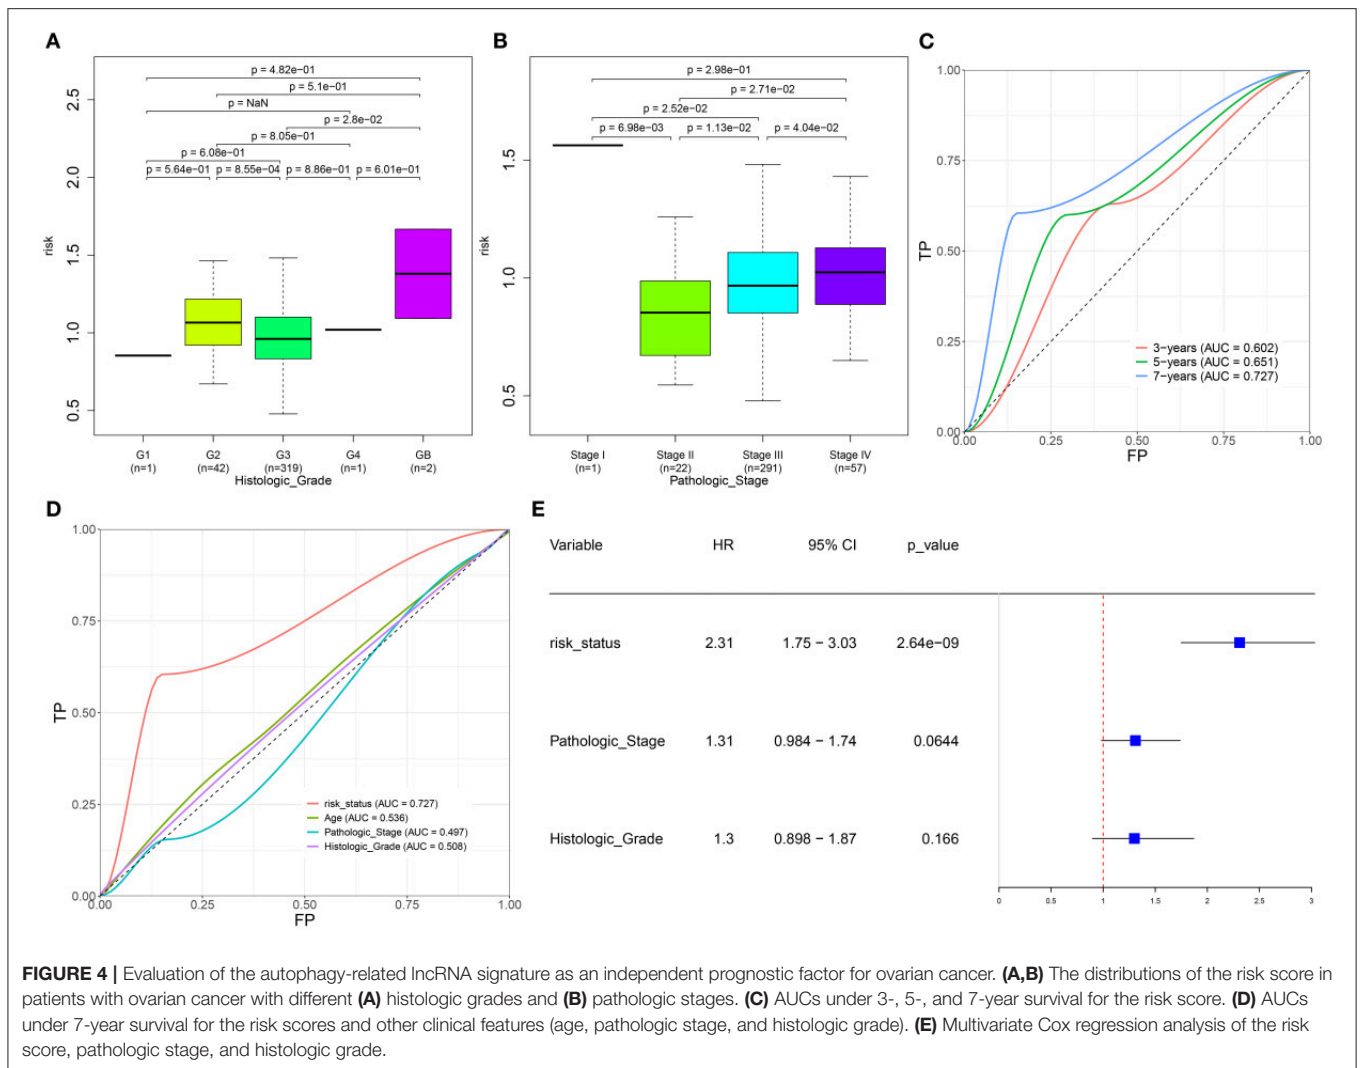 A
p = 4.82e−01
p = 5.1e−01
p = NaN
p = 2.8e−02
p = 8.05e−01
p = 6.08e−01
p = 5.64e−01 p = 8.55e−04 p = 8.86e−01 p = 6.01e−01
risk
2.5
2.0
1.5
1.0
0.5
G1 G2 G3 G4 GB
(n=1) (n=42) (n=319) (n=1) (n=2)
Histologic_Grade
B
p = 2.98e−01
p = 2.71e−02
p = 2.52e−02
p = 6.98e−03 p = 1.13e−02 p = 4.04e−02
risk
1.5
1.0
0.5
Stage I Stage II Stage III Stage IV
(n=1) (n=22) (n=291) (n=57)
Pathologic_Stage
C
1.00
0.75
0.50
0.25
0.00
TP
3−years (AUC = 0.602)
5−years (AUC = 0.651)
7−years (AUC = 0.727)
0.00 0.25 0.50 0.75 1.00
FP
D
1.00
0.75
0.50
0.25
0.00
TP
risk_status (AUC = 0.727)
Age (AUC = 0.536)
Pathologic_Stage (AUC = 0.497)
Histologic_Grade (AUC = 0.508)
0.00 0.25 0.50 0.75 1.00
FP
E
Variable HR 95% CI p_value
risk_status 2.31 1.75 − 3.03 2.64e−09
Pathologic_Stage 1.31 0.984 − 1.74 0.0644
Histologic_Grade 1.3 0.898 − 1.87 0.166
0 0.5 1 1.5 2 2.5 3
FIGURE 4 | Evaluation of the autophagy-related lncRNA signature as an independent prognostic factor for ovarian cancer. (A,B) The distributions of the risk score in
patients with ovarian cancer with different (A) histologic grades and (B) pathologic stages. (C) AUCs under 3-, 5-, and 7-year survival for the risk score. (D) AUCs
under 7-year survival for the risk scores and other clinical features (age, pathologic stage, and histologic grade). (E) Multivariate Cox regression analysis of the risk
score, pathologic stage, and histologic grade.